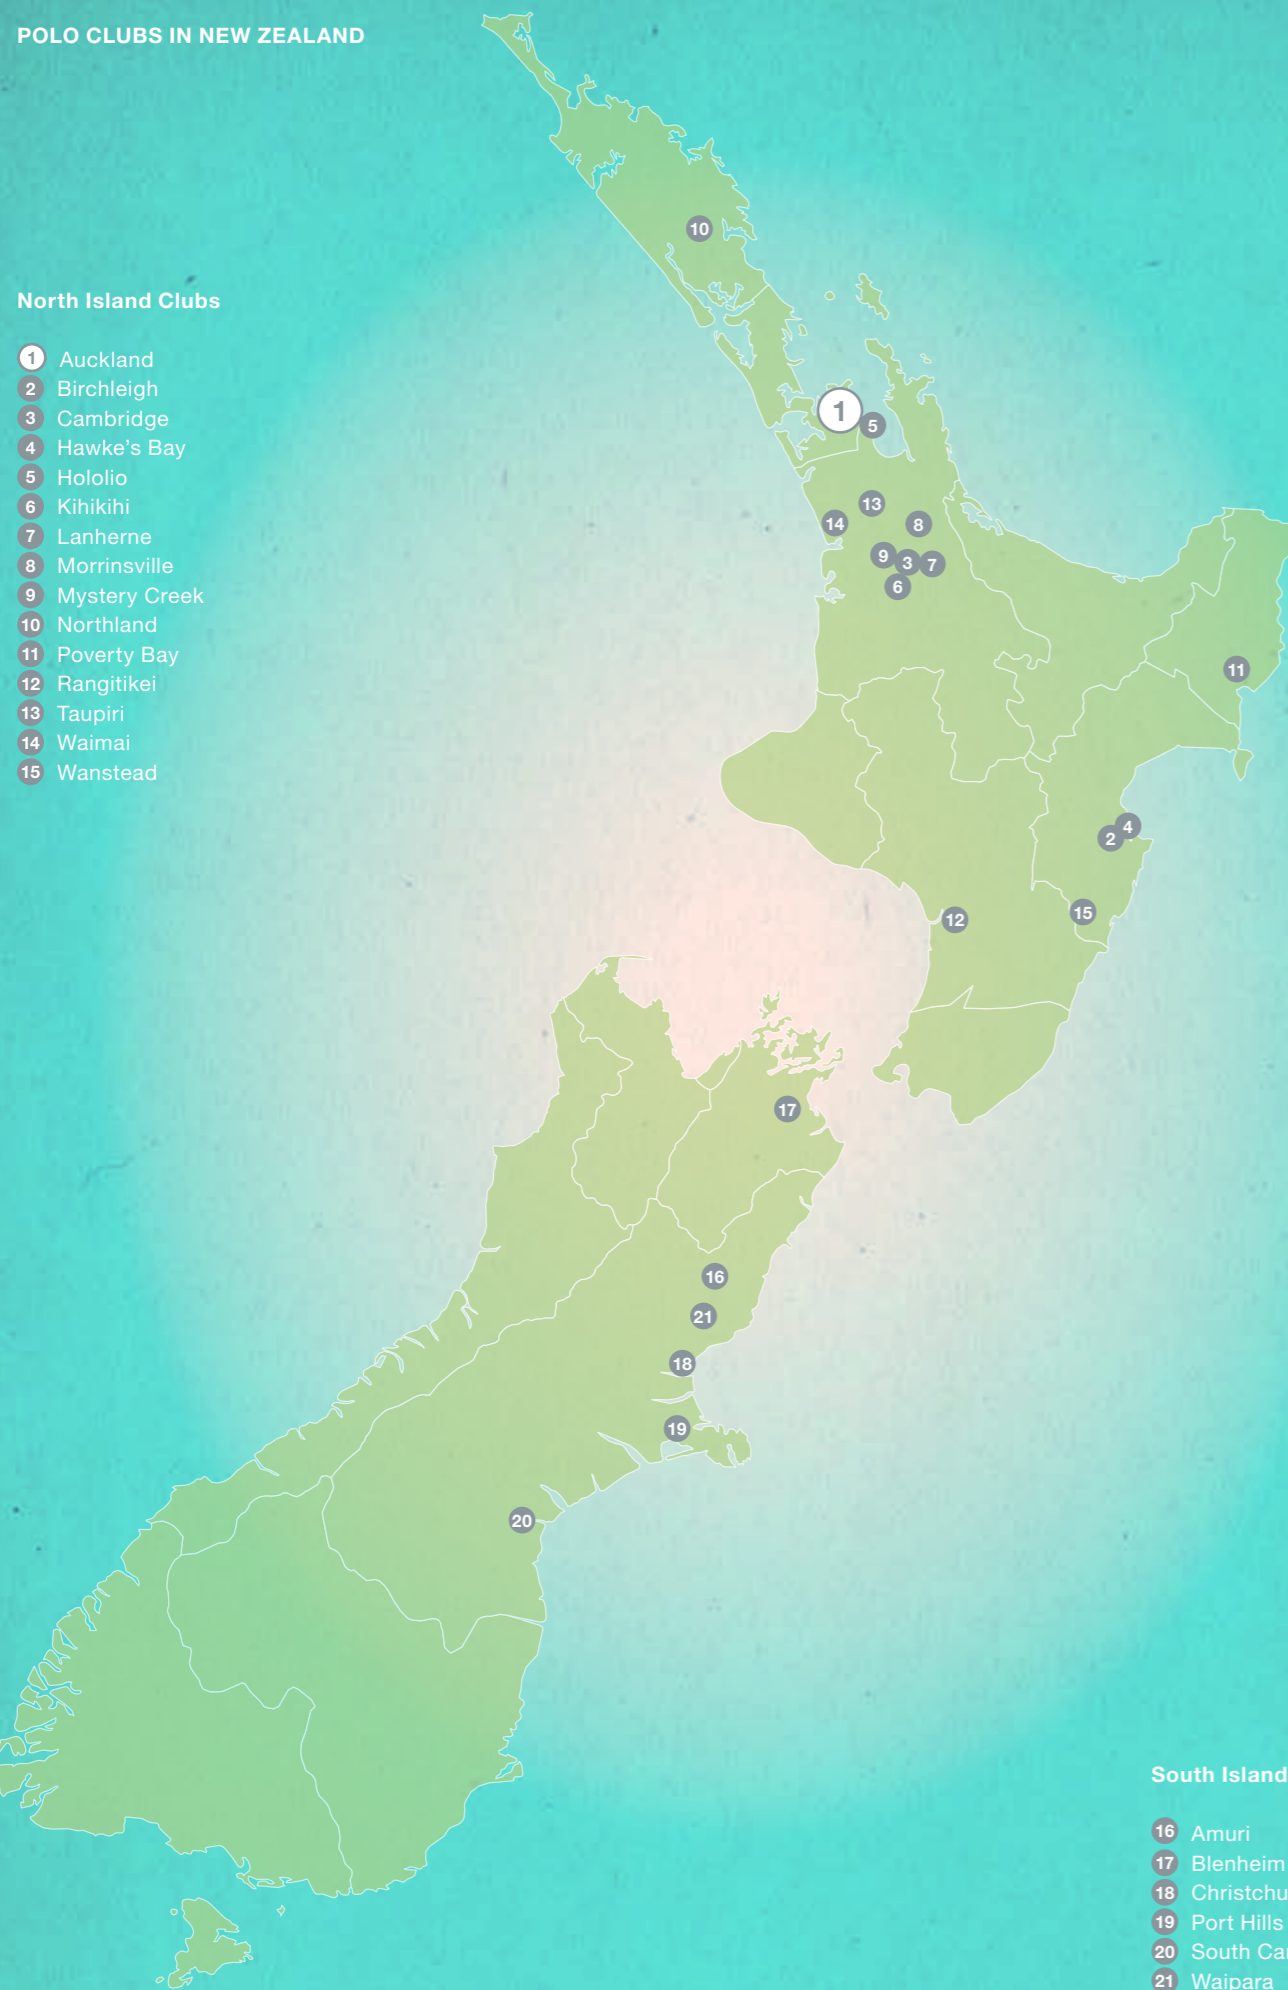 POLO CLUBS IN NEW ZEALAND
10
North Island Clubs
1 Auckland
2 Birchleigh
3 Cambridge
4 Hawke's Bay
5 Hololio
6 Kihikihi
7 Lanherne
8 Morrinsville
9 Mystery Creek
10 Northland
11 Poverty Bay
12 Rangitikei
13 Taupiri
14 Waimai
15 Wanstead
1
5
13
14
8
9
3
7
6
11
4
2
15
12
17
16
21
18
19
20
South Island
16 Amuri
17 Blenheim
18 Christchu
19 Port Hills
20 South Ca
21 Waipara